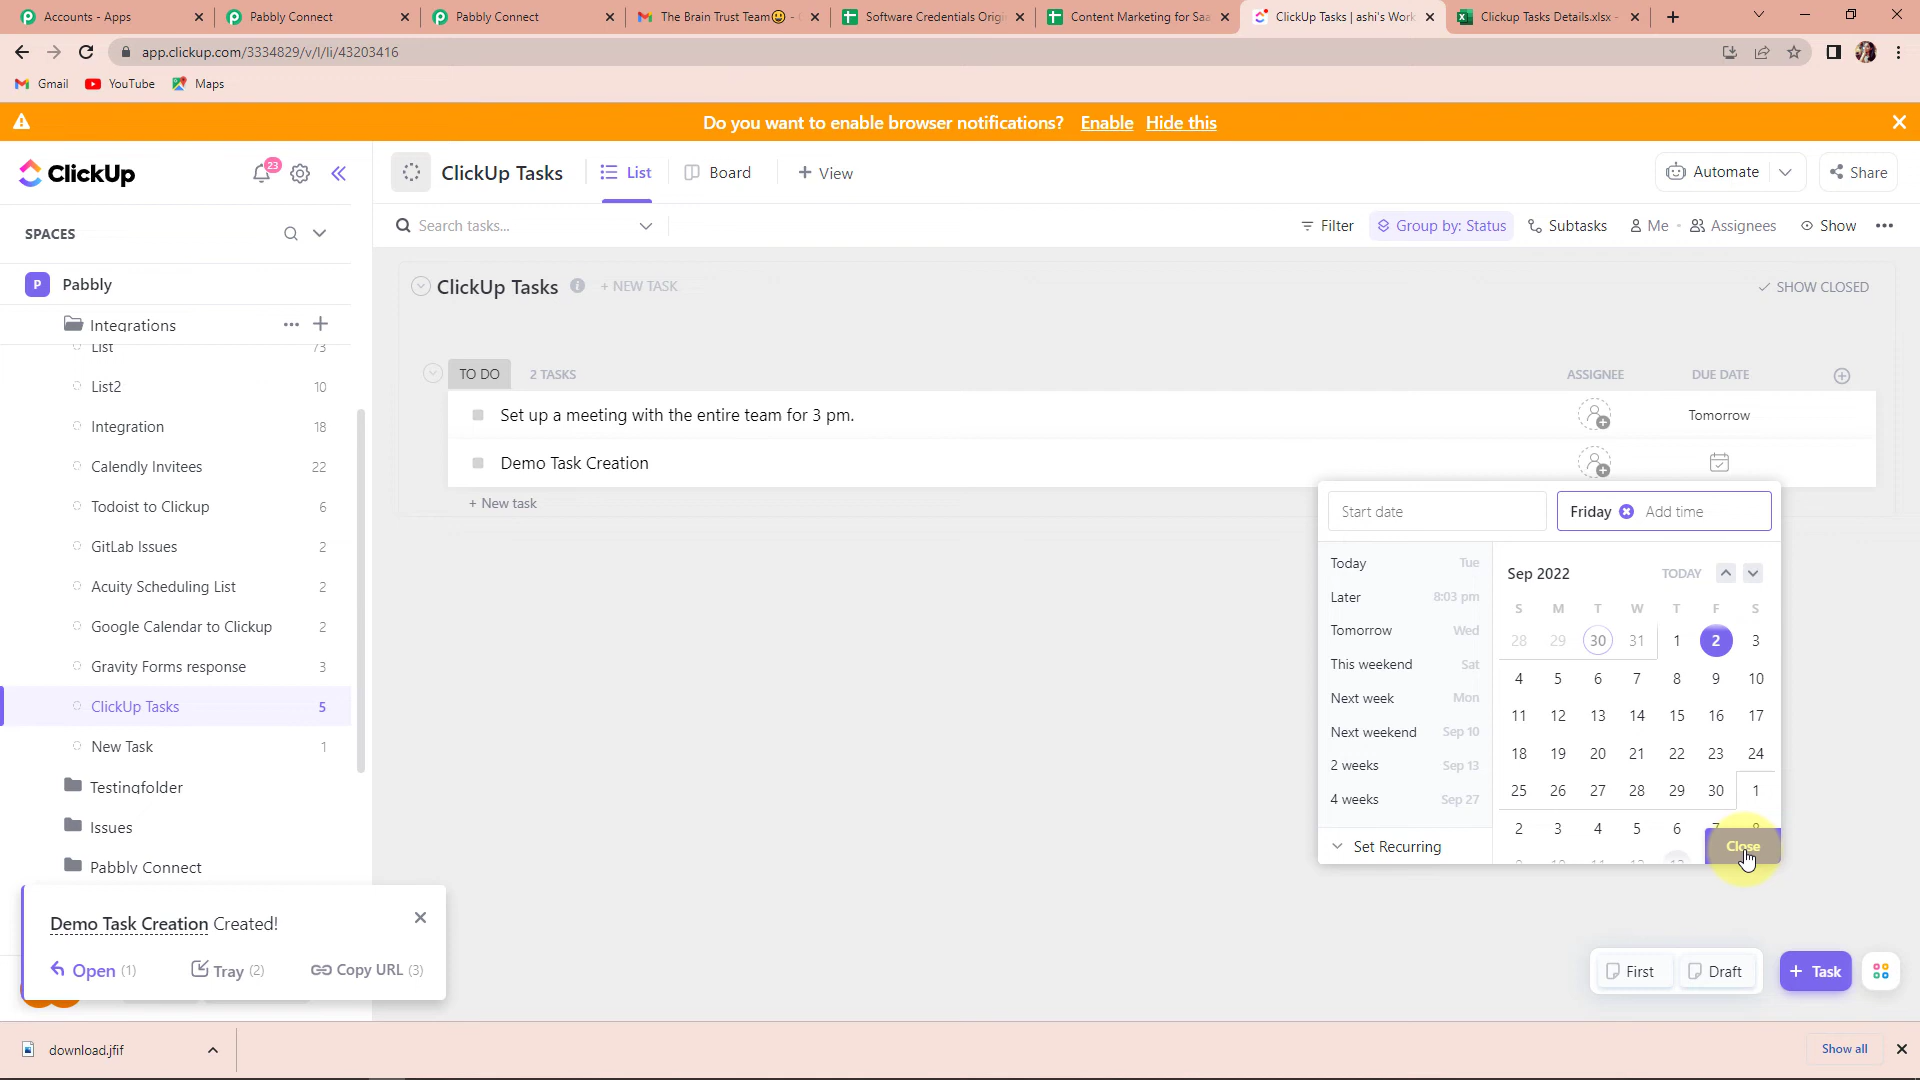 Accounts - Apps
Pabbly Connect
Pabbly Connect
The Brain Trust Team😃 -
Software Credentials Origi
Content Marketing for Saa
ClickUp Tasks | ashi's Work
Clickup Tasks Details.xlsx -
app.clickup.com/3334829/v/l/li/43203416
Gmail
YouTube
Maps
Do you want to enable browser notifications? Enable Hide this
ClickUp
23
ClickUp Tasks
List
Board
+ View
Automate
Share
SPACES
Search tasks...
Filter
Group by: Status
Subtasks
Me
Assignees
Show
P Pabbly
Integrations
List 73
List2 10
Integration 18
Calendly Invitees 22
Todoist to Clickup 6
GitLab Issues 2
Acuity Scheduling List 2
Google Calendar to Clickup 2
Gravity Forms response 3
ClickUp Tasks 5
New Task 1
Testingfolder
Issues
Pabbly Connect
ClickUp Tasks
+ NEW TASK
SHOW CLOSED
TO DO
2 TASKS
ASSIGNEE
DUE DATE
Set up a meeting with the entire team for 3 pm.
Tomorrow
Demo Task Creation
+ New task
Start date
Friday
Add time
Today Tue
Later 8:03 pm
Tomorrow Wed
This weekend Sat
Next week Mon
Next weekend Sep 10
2 weeks Sep 13
4 weeks Sep 27
Set Recurring
Sep 2022
TODAY
S M T W T F S
28 29 30 31 1 2 3
4 5 6 7 8 9 10
11 12 13 14 15 16 17
18 19 20 21 22 23 24
25 26 27 28 29 30 1
2 3 4 5 6 7 8
Close
Demo Task Creation Created!
Open (1)
Tray (2)
Copy URL (3)
First
Draft
+ Task
download.jfif
Show all